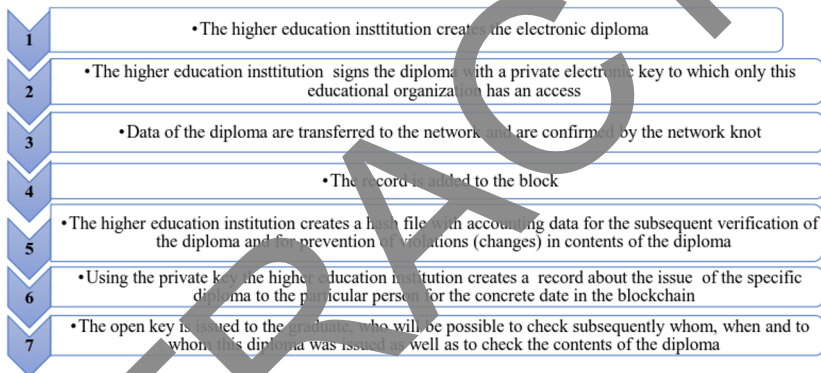 1
•The higher education insttitution creates the electronic diploma
2
•The higher education insttitution signs the diploma with a private electronic key to which only this
educational organization has an access
3
•Data of the diploma are transferred to the network and are confirmed by the network knot
4
•The record is added to the block
5
•The higher education institution creates a hash file with accounting data for the subsequent verification of
the diploma and for prevention of violations (changes) in contents of the diploma
6
•Using the private key the higher education institution creates a record about the issue of the specific
diploma to the particular person for the concrete date in the blockchain
7
•The open key is issued to the graduate, who will be possible to check subsequently whom, when and to
whom this diploma was issued as well as to check the contents of the diploma